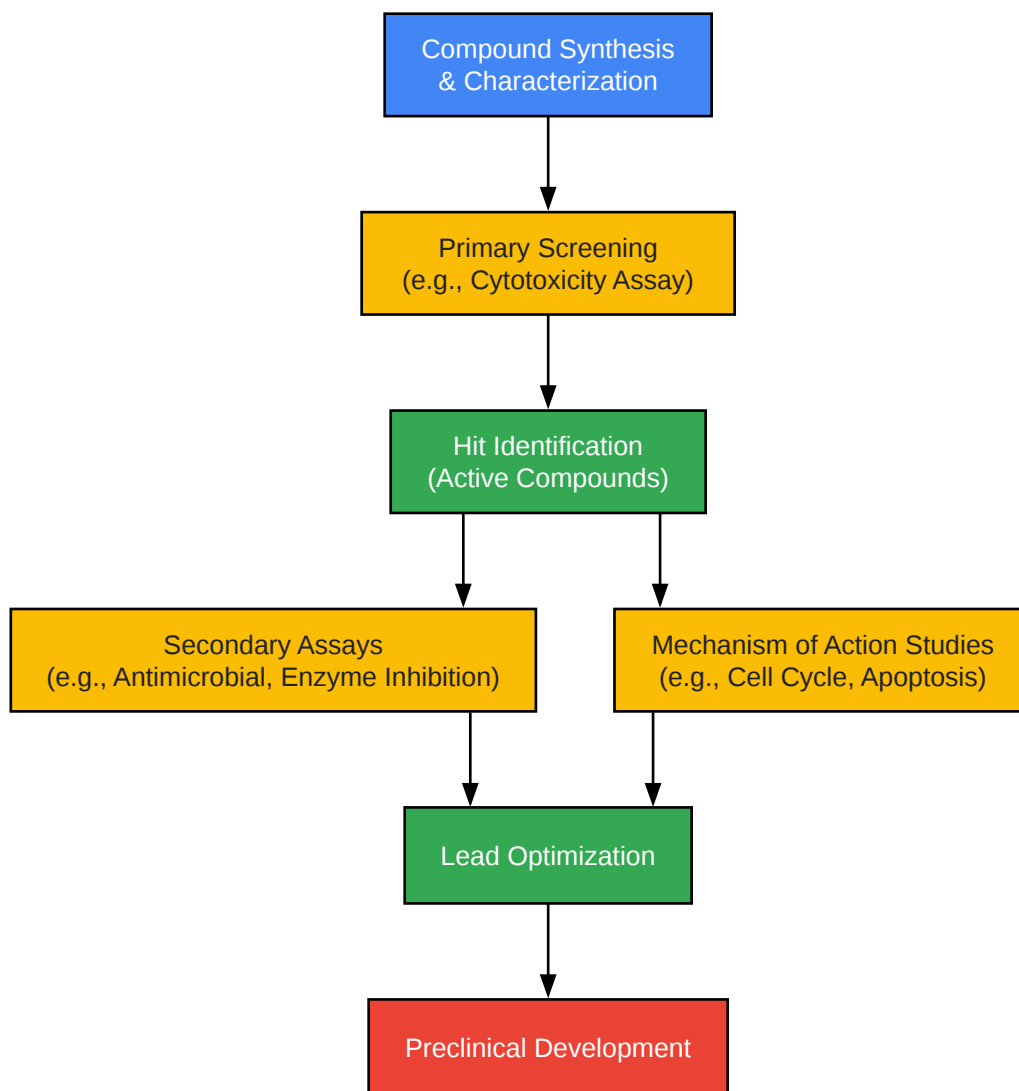 Compound Synthesis
& Characterization
Primary Screening
(e.g., Cytotoxicity Assay)
Hit Identification
(Active Compounds)
Secondary Assays
(e.g., Antimicrobial, Enzyme Inhibition)
Mechanism of Action Studies
(e.g., Cell Cycle, Apoptosis)
Lead Optimization
Preclinical Development